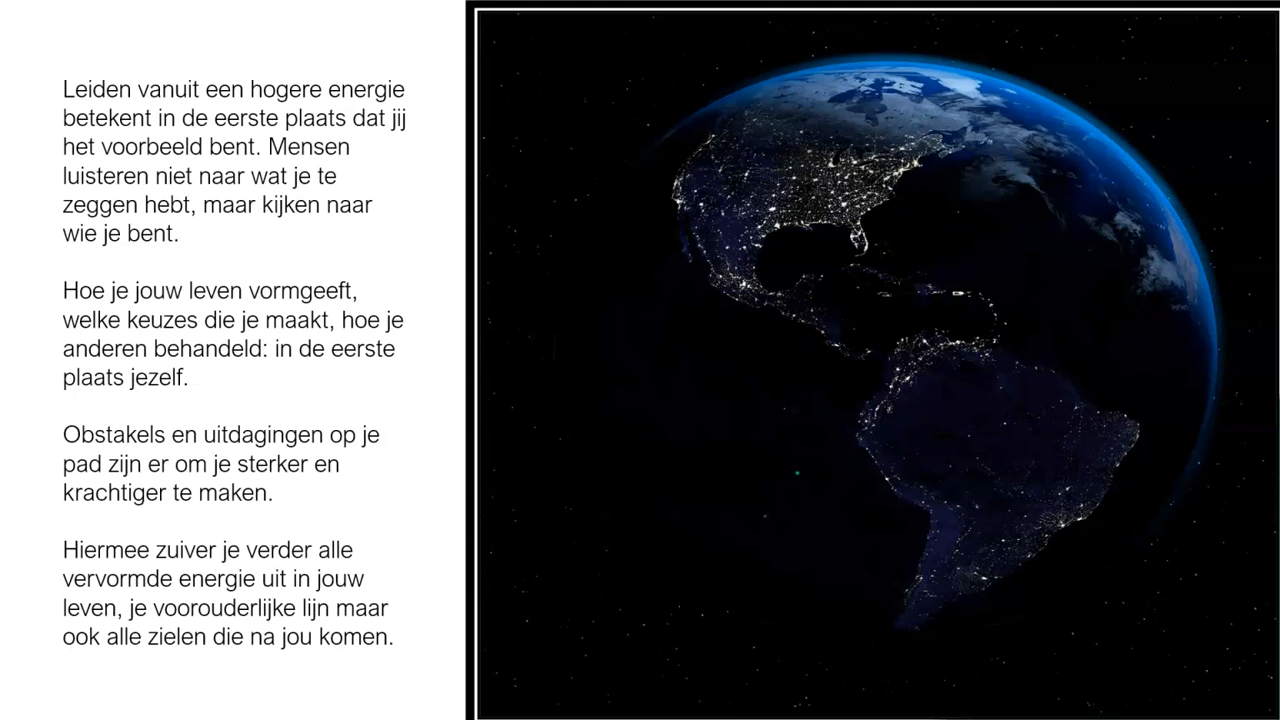 Leiden vanuit een hogere energie
betekent in de eerste plaats dat jij
het voorbeeld bent. Mensen
luisteren niet naar wat je te
zeggen hebt, maar kijken naar
wie je bent.
Hoe je jouw leven vormgeeft,
welke keuzes die je maakt, hoe je
anderen behandeld: in de eerste
plaats jezelf.
Obstakels en uitdagingen op je
pad zijn er om je sterker en
krachtiger te maken.
Hiermee zuiver je verder alle
vervormde energie uit in jouw
leven, je voorouderlijke lijn maar
ook alle zielen die na jou komen.